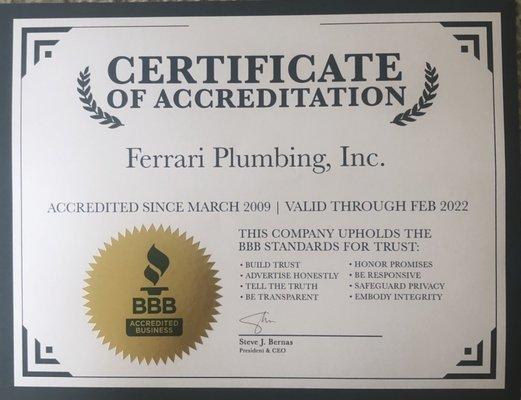 CERTIFICATE
OF ACCREDITATION
Ferrari Plumbing, Inc.
ACCREDITED SINCE MARCH 2009 | VALID THROUGH FEB 2022
THIS COMPANY UPHOLDS THE
BBB STANDARDS FOR TRUST:
• BUILD TRUST
• ADVERTISE HONESTLY
• TELL THE TRUTH
• BE TRANSPARENT
• HONOR PROMISES
• BE RESPONSIVE
• SAFEGUARD PRIVACY
• EMBODY INTEGRITY
BBB
ACCREDITED
BUSINESS
Steve J. Bernas
President & CEO